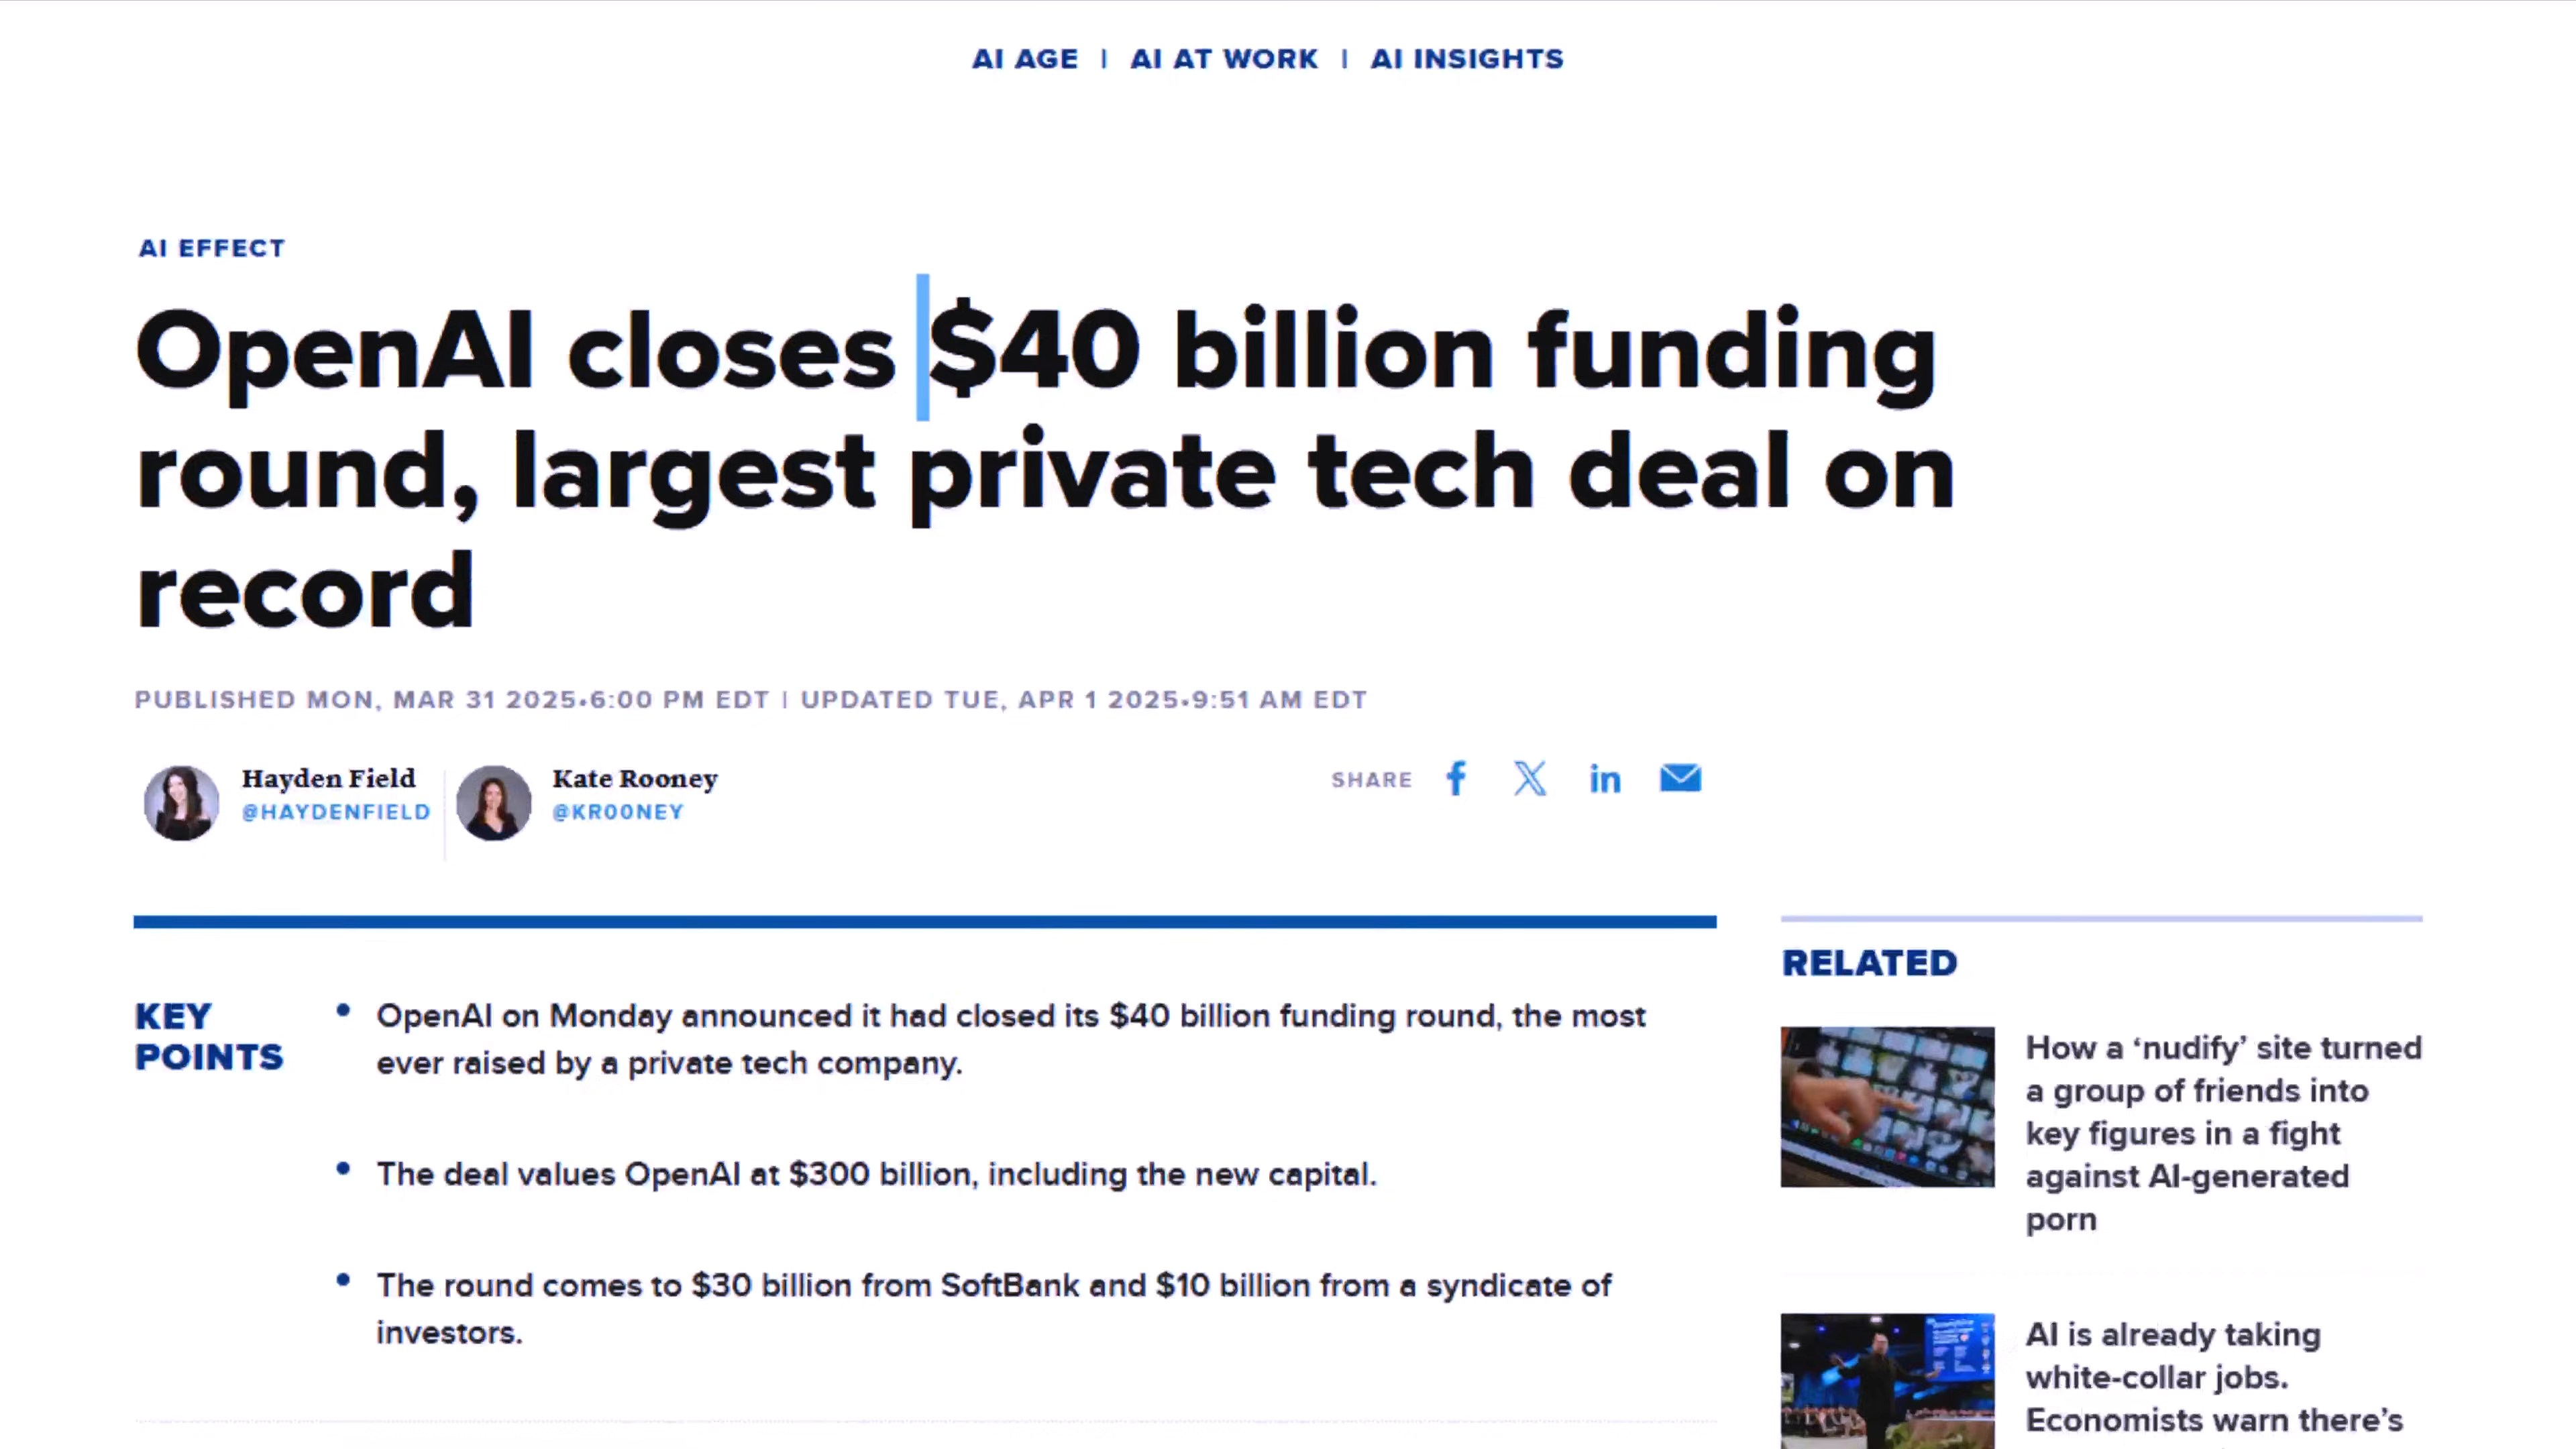 AI AGE | AI AT WORK | AI INSIGHTS
AI EFFECT
OpenAI closes $40 billion funding
round, largest private tech deal on
record
PUBLISHED MON, MAR 31 2025•6:00 PM EDT | UPDATED TUE, APR 1 2025•9:51 AM EDT
Hayden Field
@HAYDENFIELD
Kate Rooney
@KR00NEY
SHARE
KEY
POINTS
• OpenAI on Monday announced it had closed its $40 billion funding round, the most
ever raised by a private tech company.
• The deal values OpenAI at $300 billion, including the new capital.
• The round comes to $30 billion from SoftBank and $10 billion from a syndicate of
investors.
RELATED
How a ‘nudify’ site turned
a group of friends into
key figures in a fight
against AI-generated
porn
AI is already taking
white-collar jobs.
Economists warn there’s